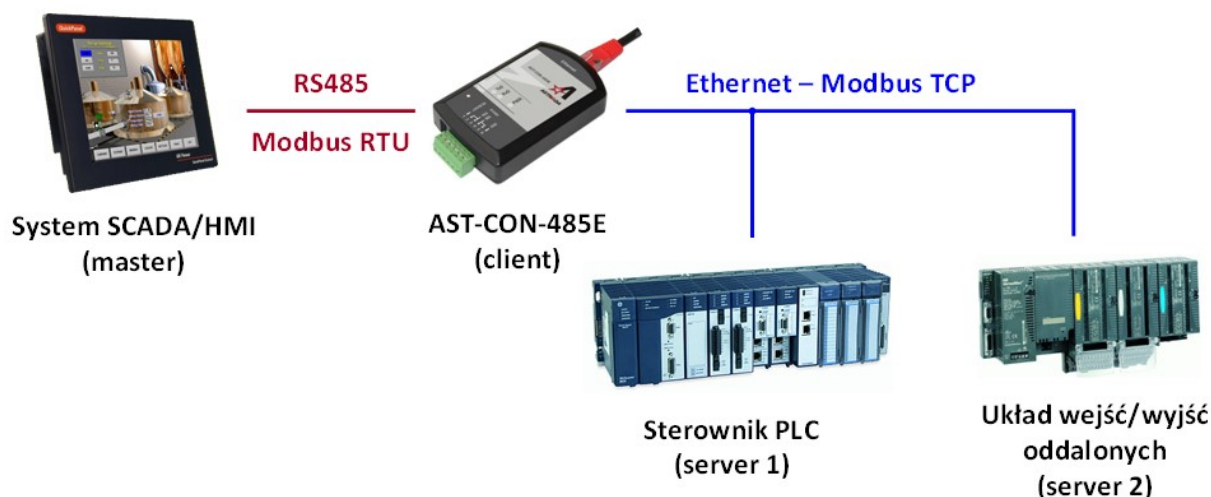 QuickPanel
RS485
Modbus RTU
Ethernet – Modbus TCP
System SCADA/HMI
(master)
AST-CON-485E
(client)
Sterownik PLC
(server 1)
Układ wejść/wyjść
oddalonych
(server 2)